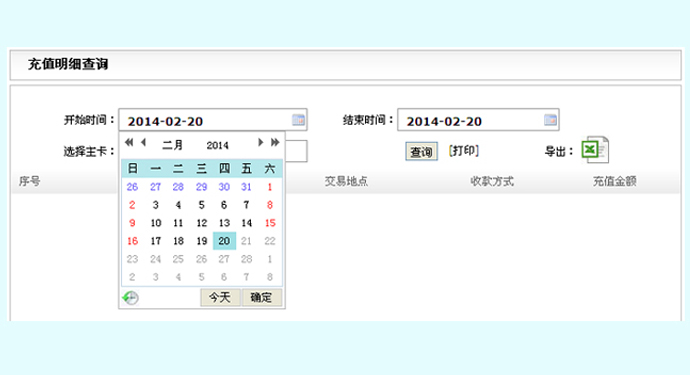 充值明细查询
开始时间： 2014-02-20 结束时间： 2014-02-20
选择主卡： 查询 [打印] 导出：
序号 交易地点 收款方式 充值金额
二月 2014
日 一 二 三 四 五 六
26 27 28 29 30 31 1
2 3 4 5 6 7 8
9 10 11 12 13 14 15
16 17 18 19 20 21 22
23 24 25 26 27 28 1
2 3 4 5 6 7 8
今天 确定